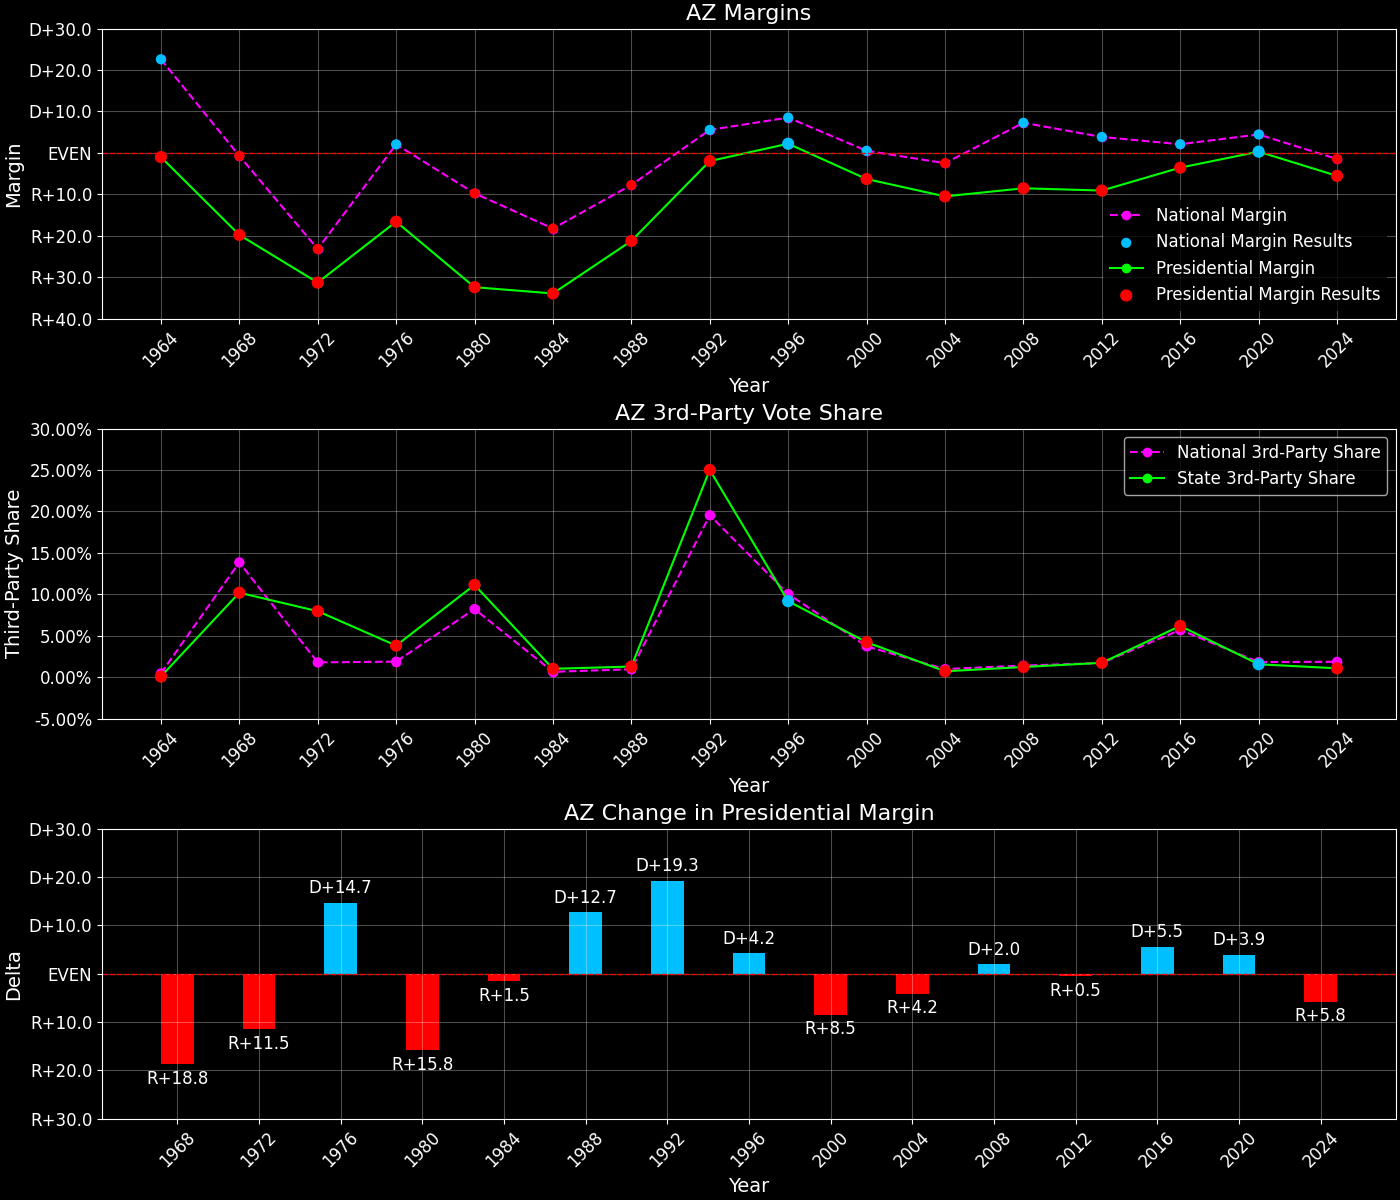 AZ Margins
D+30.0
D+20.0
D+10.0
EVEN
R+10.0
R+20.0
R+30.0
R+40.0
Margin
National Margin
National Margin Results
Presidential Margin
Presidential Margin Results
1964 1968 1972 1976 1980 1984 1988 1992 1996 2000 2004 2008 2012 2016 2020 2024
Year
AZ 3rd-Party Vote Share
30.00%
25.00%
20.00%
15.00%
10.00%
5.00%
0.00%
-5.00%
Third-Party Share
National 3rd-Party Share
State 3rd-Party Share
1964 1968 1972 1976 1980 1984 1988 1992 1996 2000 2004 2008 2012 2016 2020 2024
Year
AZ Change in Presidential Margin
D+30.0
D+20.0
D+10.0
EVEN
R+10.0
R+20.0
R+30.0
Delta
R+18.8
R+11.5
D+14.7
R+15.8
R+1.5
D+12.7
D+19.3
D+4.2
R+8.5
R+4.2
D+2.0
R+0.5
D+5.5
D+3.9
R+5.8
1968 1972 1976 1980 1984 1988 1992 1996 2000 2004 2008 2012 2016 2020 2024
Year